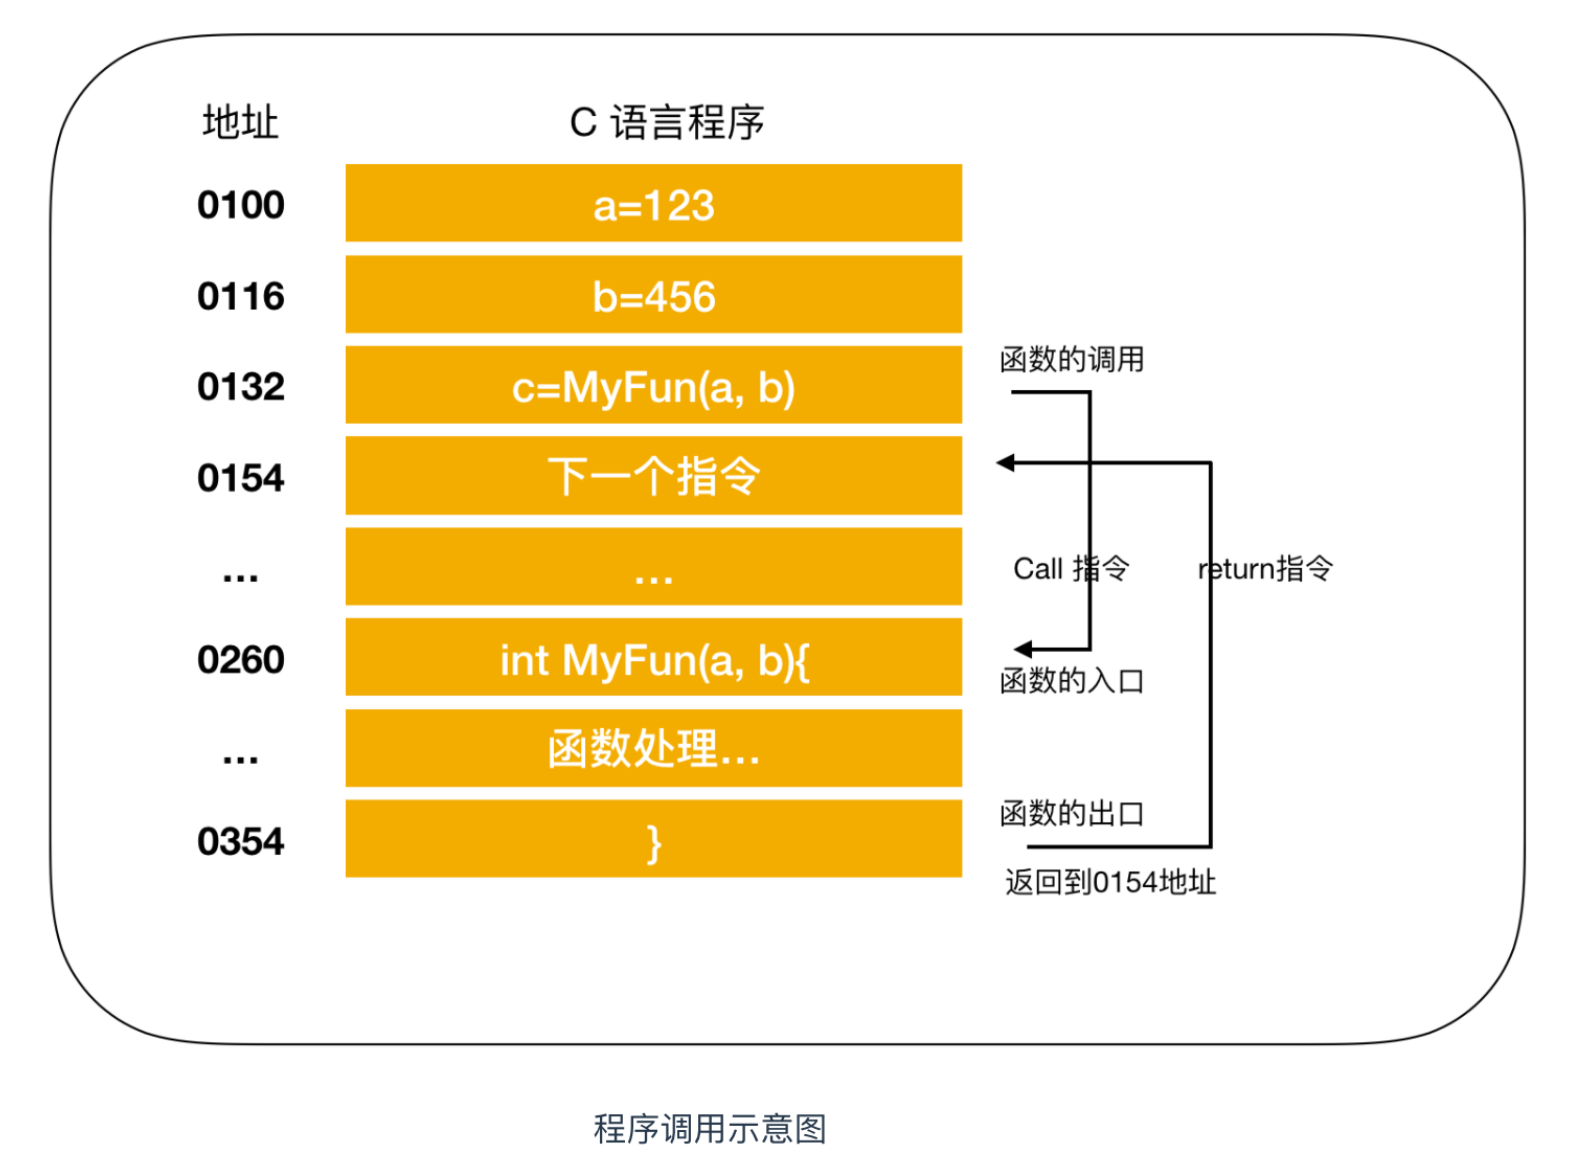 地址 C 语言程序
0100 a=123
0116 b=456
函数的调用
0132 c=MyFun(a, b)
0154 下一个指令
... ...
Call 指令 return指令
0260 int MyFun(a, b){
函数的入口
... 函数处理...
函数的出口
0354 }
返回到0154地址
程序调用示意图